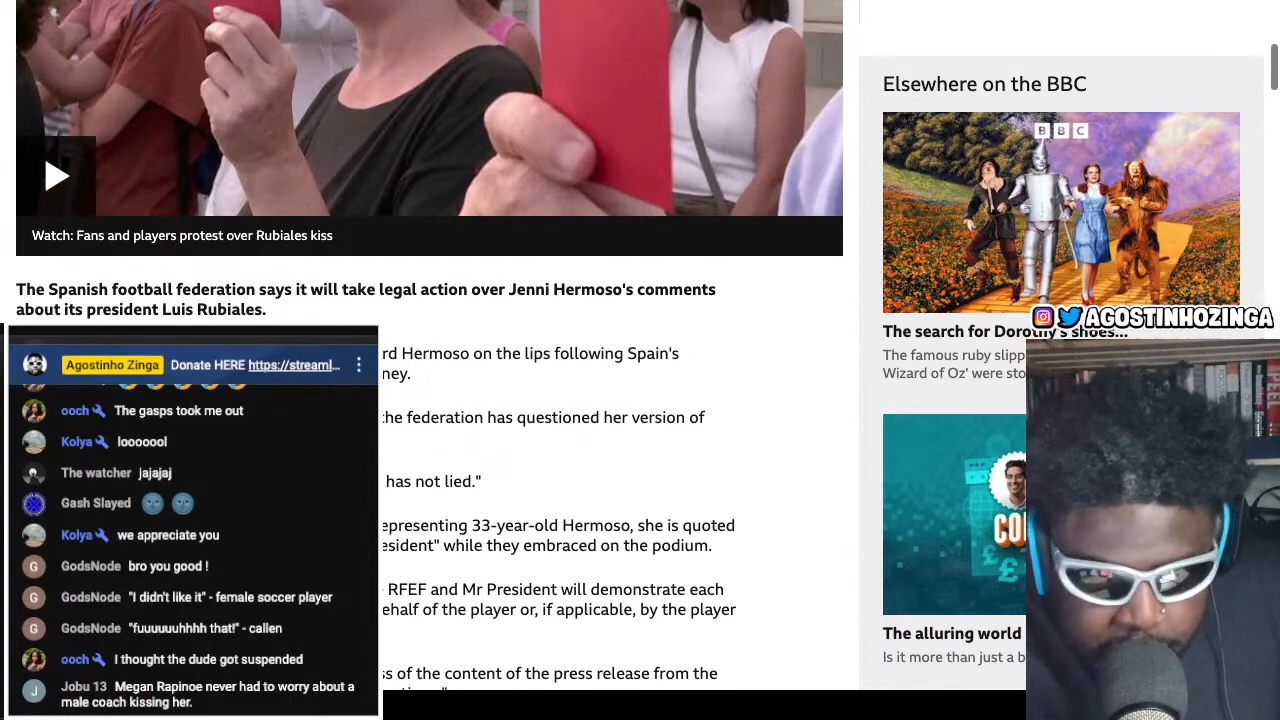 Elsewhere on the BBC
BBC
Watch: Fans and players protest over Rubiales kiss
The Spanish football federation says it will take legal action over Jenni Hermoso's comments
about its president Luis Rubiales.
AGOSTINHOZINGA
The search for Dorothy's shoes...
The famous ruby slipp
Wizard of Oz' were sto
rd Hermoso on the lips following Spain's
ney.
the federation has questioned her version of
has not lied."
epresenting 33-year-old Hermoso, she is quoted
esident" while they embraced on the podium.
RFEF and Mr President will demonstrate each
ehalf of the player or, if applicable, by the player
ss of the content of the press release from the
Agostinho Zinga Donate HERE https://streaml...
ooch The gasps took me out
Kolya looooool
The watcher jajajaj
Gash Slayed
Kolya we appreciate you
GodsNode bro you good !
GodsNode "I didn't like it" - female soccer player
GodsNode "fuuuuuhhhh that!" - callen
ooch I thought the dude got suspended
Jobu 13 Megan Rapinoe never had to worry about a
male coach kissing her.
CO
The alluring world
Is it more than just a b